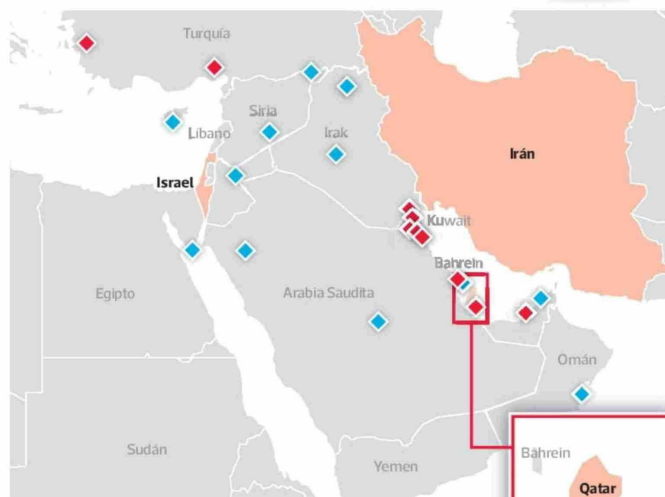 Turquía
Siria
Líbano
Irak
Irán
Israel
Kuwait
Bahrein
Egipto
Arabia Saudita
Omán
Sudán
Yemen
Bahrein
Qatar